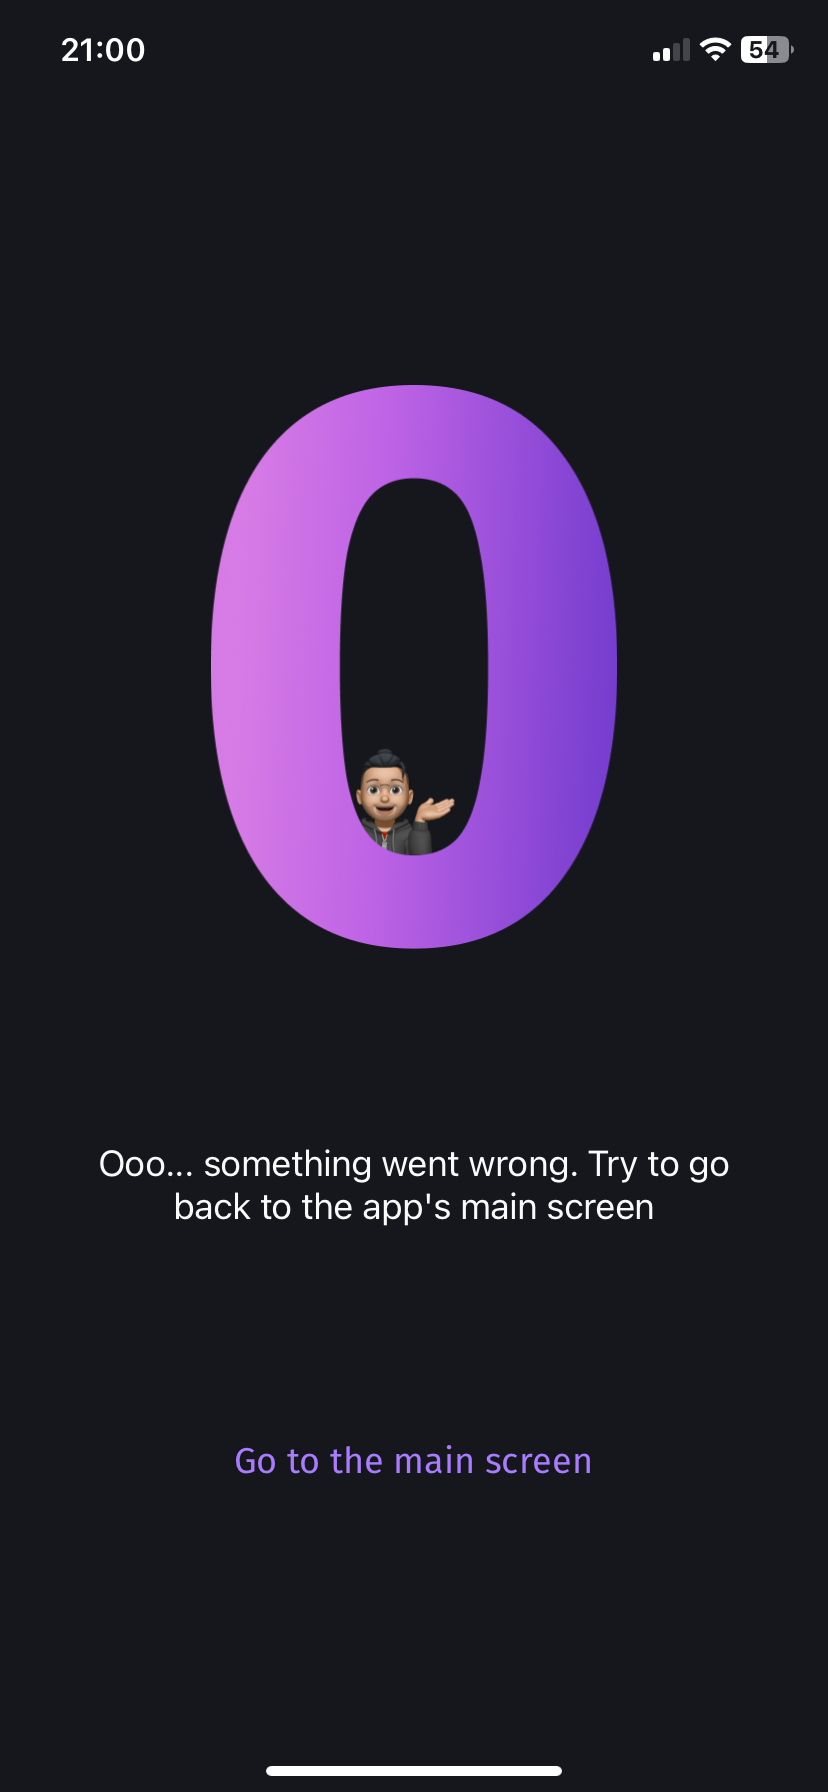 21:00
54
0
Ooo... something went wrong. Try to go
back to the app's main screen
Go to the main screen